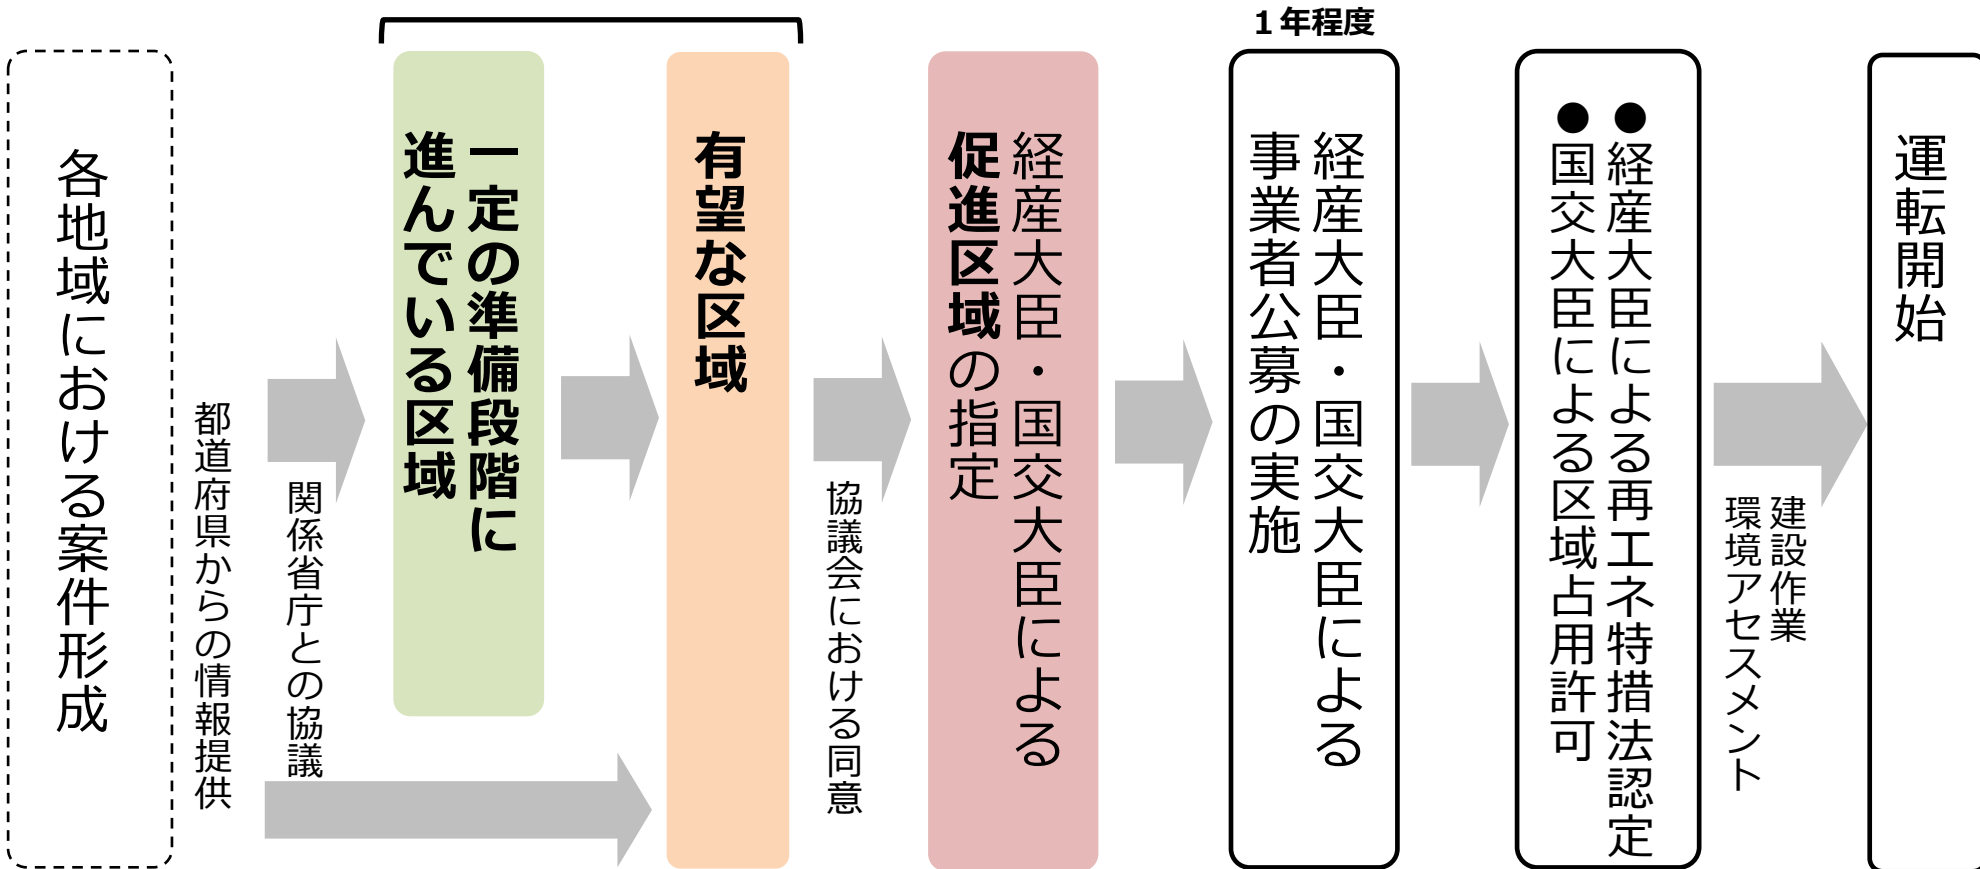 １年程度
各地域における案件形成
都道府県からの情報提供
関係省庁との協議
一定の準備段階に
進んでいる区域
有望な区域
協議会における同意
経産大臣・国交大臣による
促進区域の指定
経産大臣・国交大臣による
事業者公募の実施
●経産大臣による再エネ特措法認定
●国交大臣による区域占用許可
建設作業
環境アセスメント
運転開始